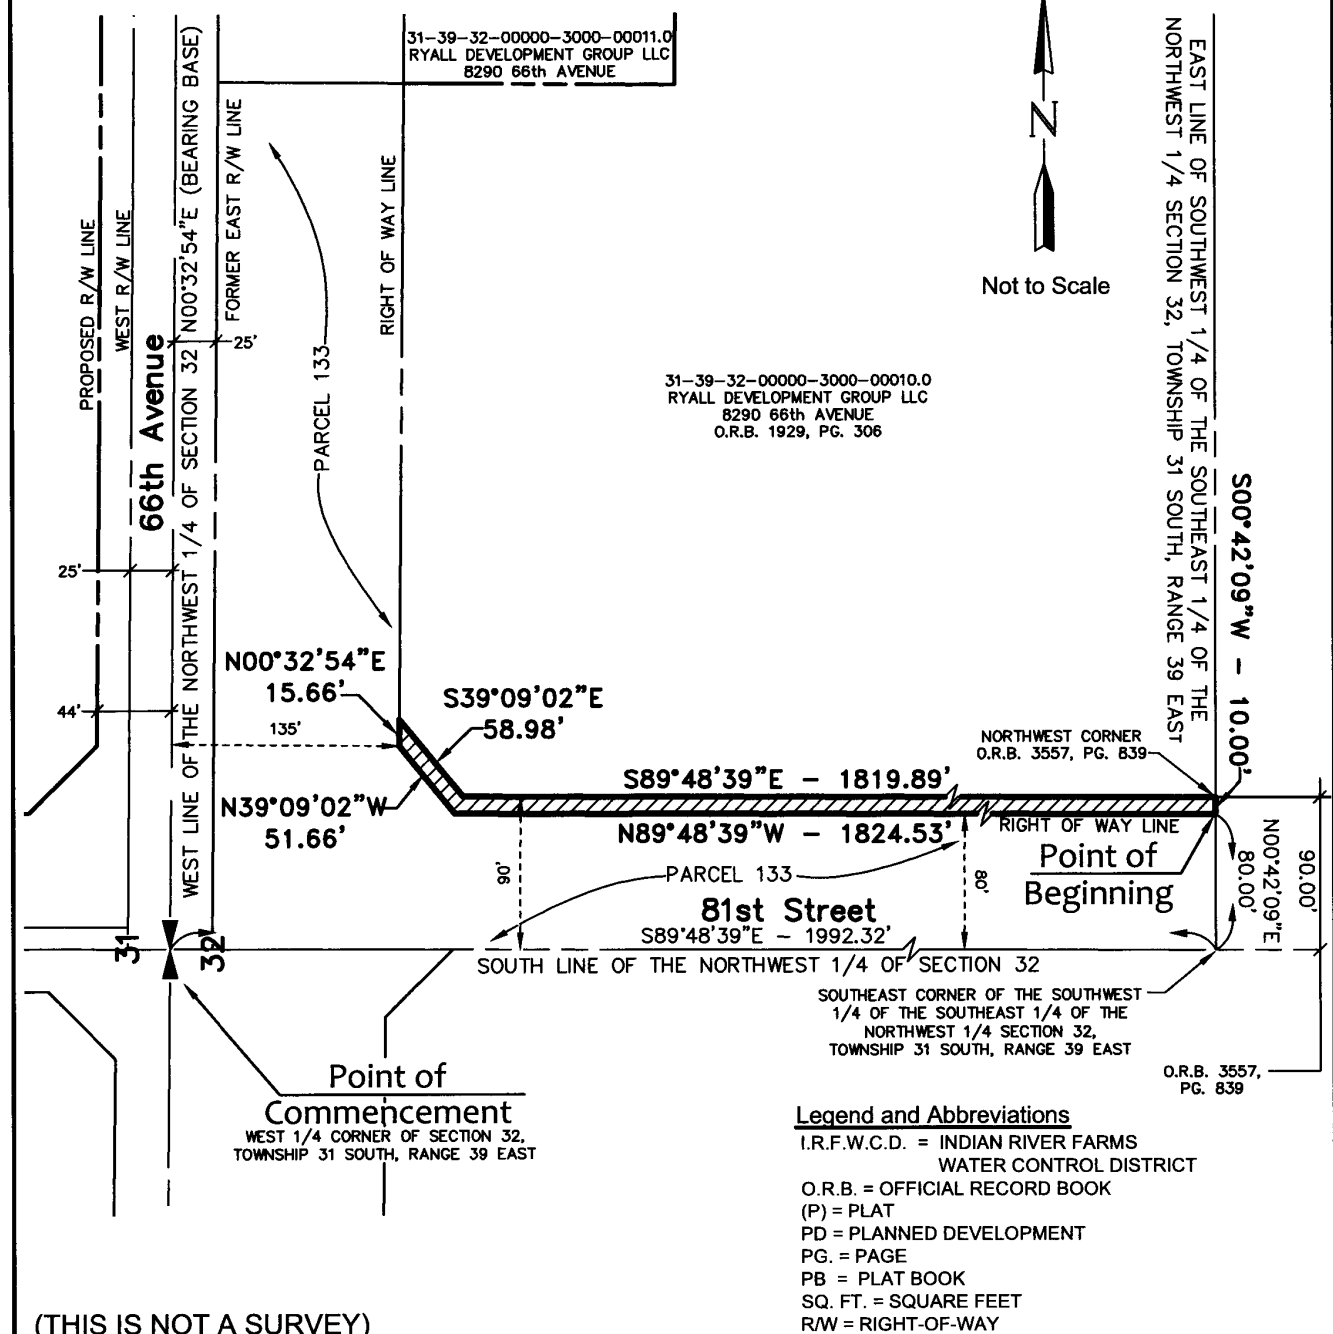 31-39-32-00000-3000-00011.0
RYALL DEVELOPMENT GROUP LLC
8290 66th AVENUE
PROPOSED R/W LINE
WEST R/W LINE
66th Avenue
WEST LINE OF THE NORTHWEST 1/4 OF SECTION 32 N00°32'54"E (BEARING BASE)
FORMER EAST R/W LINE
25'
PARCEL 133
RIGHT OF WAY LINE
N
Not to Scale
EAST LINE OF SOUTHWEST 1/4 OF THE SOUTHEAST 1/4 OF THE
NORTHWEST 1/4 SECTION 32, TOWNSHIP 31 SOUTH, RANGE 39 EAST
31-39-32-00000-3000-00010.0
RYALL DEVELOPMENT GROUP LLC
8290 66th AVENUE
O.R.B. 1929, PG. 306
S00°42'09"W - 10.00'
25'
44'
N00°32'54"E
15.66'
135'
S39°09'02"E
58.98'
N39°09'02"W
51.66'
NORTHWEST CORNER
O.R.B. 3557, PG. 839
S89°48'39"E - 1819.89'
N89°48'39"W - 1824.53'
RIGHT OF WAY LINE
Point of
Beginning
N00°42'09"E
80.00'
90.00'
90'
PARCEL 133
80'
81st Street
S89°48'39"E - 1992.32'
SOUTH LINE OF THE NORTHWEST 1/4 OF SECTION 32
31
32
SOUTHEAST CORNER OF THE SOUTHWEST
1/4 OF THE SOUTHEAST 1/4 OF THE
NORTHWEST 1/4 SECTION 32,
TOWNSHIP 31 SOUTH, RANGE 39 EAST
O.R.B. 3557,
PG. 839
Point of
Commencement
WEST 1/4 CORNER OF SECTION 32,
TOWNSHIP 31 SOUTH, RANGE 39 EAST
Legend and Abbreviations
I.R.F.W.C.D. = INDIAN RIVER FARMS
WATER CONTROL DISTRICT
O.R.B. = OFFICIAL RECORD BOOK
(P) = PLAT
PD = PLANNED DEVELOPMENT
PG. = PAGE
PB = PLAT BOOK
SQ. FT. = SQUARE FEET
R/W = RIGHT-OF-WAY
(THIS IS NOT A SURVEY)